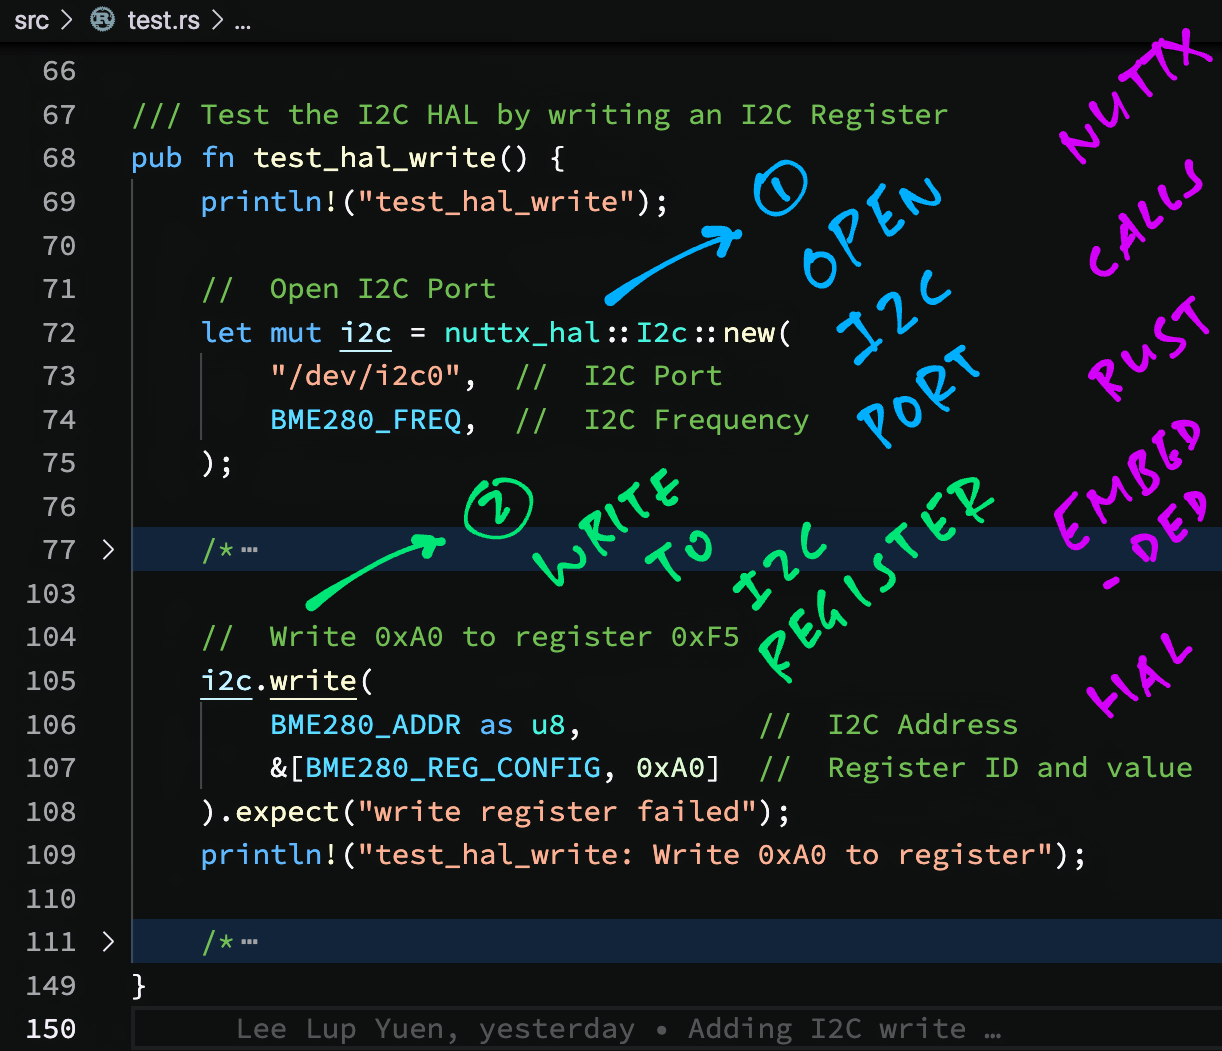 src > test.rs > ...
66
67 /// Test the I2C HAL by writing an I2C Register
68 pub fn test_hal_write() {
69 println!("test_hal_write");
70
71 //  Open I2C Port
72 let mut i2c = nuttx_hal::I2c::new(
73 "/dev/i2c0",  //  I2C Port
74 BME280_FREQ,  //  I2C Frequency
75 );
76
77 > /* ⋯
103
104 //  Write 0xA0 to register 0xF5
105 i2c.write(
106 BME280_ADDR as u8,  //  I2C Address
107 &[BME280_REG_CONFIG, 0xA0]  //  Register ID and value
108 ).expect("write register failed");
109 println!("test_hal_write: Write 0xA0 to register");
110
111 > /* ⋯
149 }
150 Lee Lup Yuen, yesterday • Adding I2C write …
1
OPEN
I2C
PORT
2
WRITE
TO
I2C
REGISTER
NUTTX
CALLS
RUST
EMBED
-DED
HAL